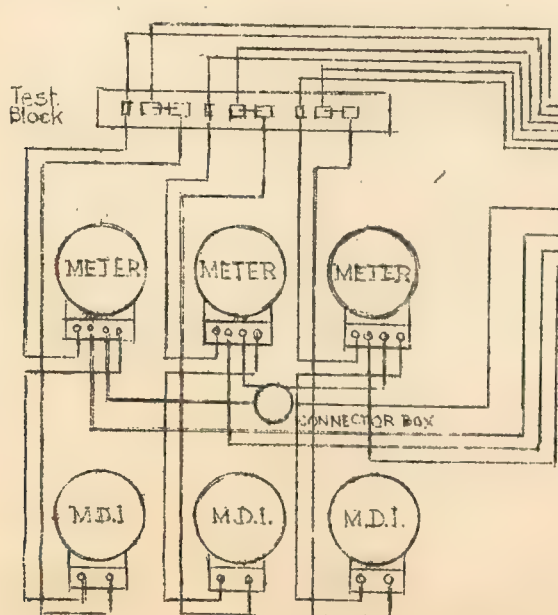 Test
Block
METER METER METER
CONNECTOR BOX
M.D.I M.D.I. M.D.I.